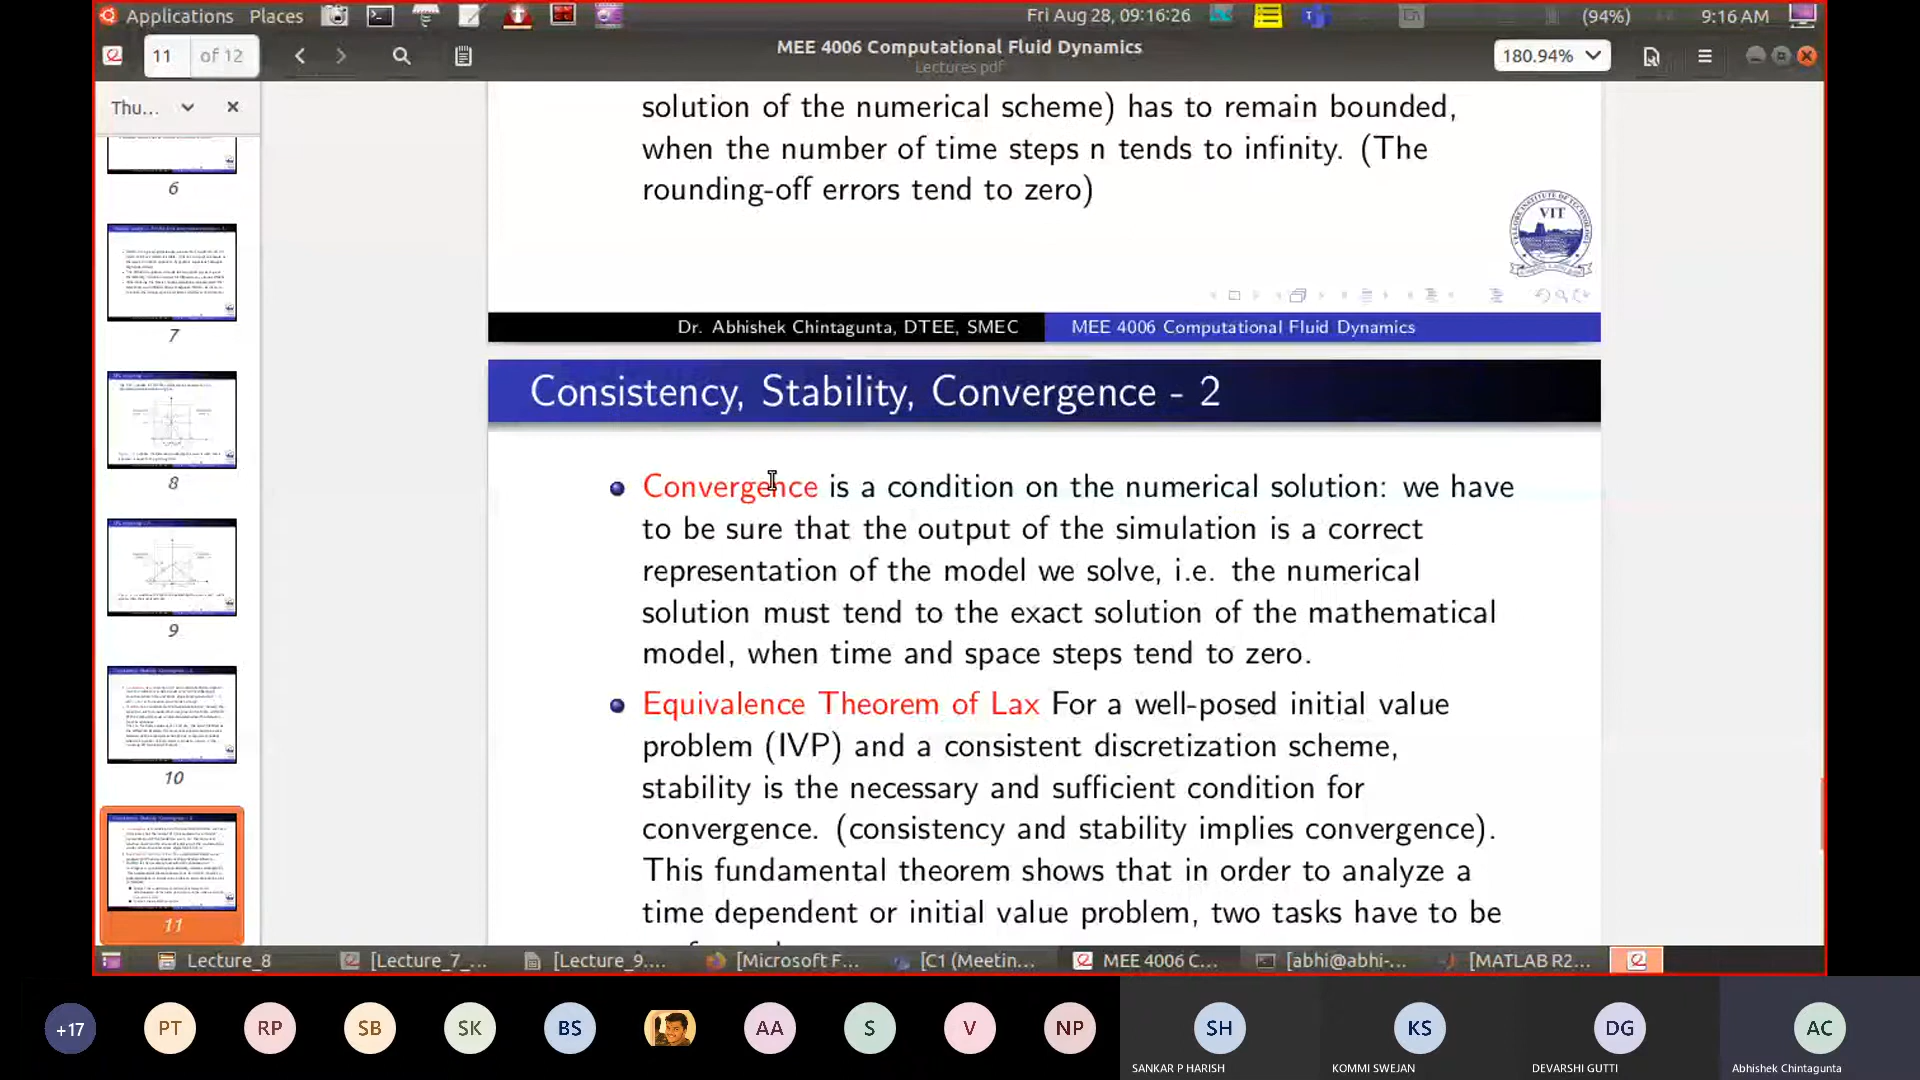 Applications Places
Fri Aug 28, 09:16:26
(94%)
9:16 AM
11 of 12
MEE 4006 Computational Fluid Dynamics
Lectures.pdf
180.94%
Thu...
6
7
8
9
10
11
solution of the numerical scheme) has to remain bounded,
when the number of time steps n tends to infinity. (The
rounding-off errors tend to zero)
VIT
Dr. Abhishek Chintagunta, DTEE, SMEC MEE 4006 Computational Fluid Dynamics
Consistency, Stability, Convergence - 2
Convergence is a condition on the numerical solution: we have
to be sure that the output of the simulation is a correct
representation of the model we solve, i.e. the numerical
solution must tend to the exact solution of the mathematical
model, when time and space steps tend to zero.
Equivalence Theorem of Lax For a well-posed initial value
problem (IVP) and a consistent discretization scheme,
stability is the necessary and sufficient condition for
convergence. (consistency and stability implies convergence).
This fundamental theorem shows that in order to analyze a
time dependent or initial value problem, two tasks have to be
Lecture_8 [Lecture_7_... [Lecture_9.... [Microsoft F... [C1 (Meetin... MEE 4006 C... [abhi@abhi-... [MATLAB R2...
+17 PT RP SB SK BS AA S V NP SH KS DG AC
SANKAR P HARISH KOMMI SWEJAN DEVARSHI GUTTI Abhishek Chintagunta